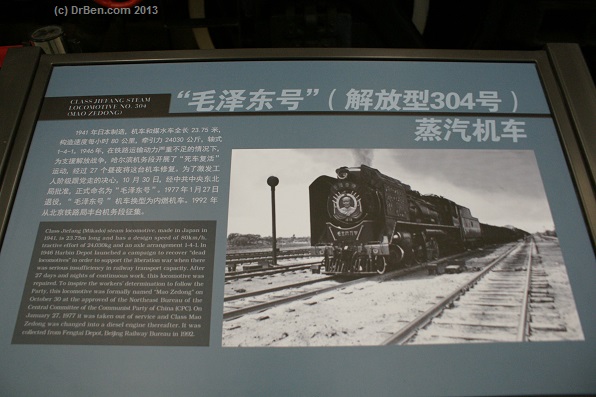 (c) DrBen.com 2013
CLASS JIEFANG STEAM
LOCOMOTIVE NO. 304
(MAO ZEDONG)
“毛泽东号”（解放型304号）
蒸汽机车
1941 年日本制造。机车和煤水车全长 23.75 米，
构造速度每小时 80 公里，牵引力 24030 公斤，轴式
1-4-1。1946年，在铁路运输动力严重不足的情况下，
为支援解放战争，哈尔滨机务段开展了“死车复活”
运动。经过 27 个昼夜将这台机车修复。为了激发工
人阶级跟党走的决心，10 月 30 日，经中共中央东北
局批准，正式命名为“毛泽东号”。1977年1月27日
退役，“毛泽东号”机车换型为内燃机车。1992 年
从北京铁路局丰台机务段征集。
Class Jiefang (Mikado) steam locomotive, made in Japan in
1941, is 23.75m long and has a design speed of 80km/h,
tractive effort of 24,030kg and an axle arrangement 1-4-1. In
1946 Harbin Depot launched a campaign to recover "dead
locomotives" in order to support the liberation war when there
was serious insufficiency in railway transport capacity. After
27 days and nights of continuous work, this locomotive was
repaired. To inspire the workers' determination to follow the
Party, this locomotive was formally named "Mao Zedong" on
October 30 at the approval of the Northeast Bureau of the
Central Committee of the Communist Party of China (CPC). On
January 27, 1977 it was taken out of service and Class Mao
Zedong was changed into a diesel engine thereafter. It was
collected from Fengtai Depot, Beijing Railway Bureau in 1992.